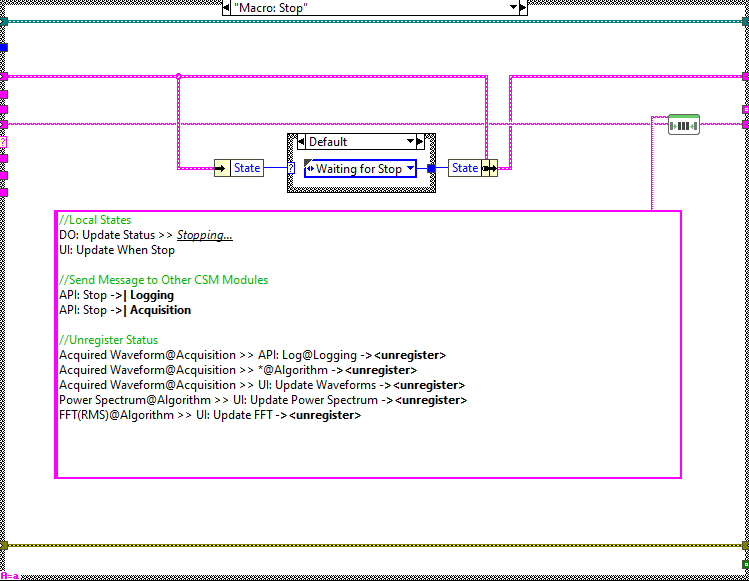 "Macro: Stop"
Default
State
?
Waiting for Stop
State
?
//Local States
DO: Update Status >> Stopping...
UI: Update When Stop
//Send Message to Other CSM Modules
API: Stop ->| Logging
API: Stop ->| Acquisition
//Unregister Status
Acquired Waveform@Acquisition >> API: Log@Logging -><unregister>
Acquired Waveform@Acquisition >> *@Algorithm -><unregister>
Acquired Waveform@Acquisition >> UI: Update Waveforms -><unregister>
Power Spectrum@Algorithm >> UI: Update Power Spectrum -><unregister>
FFT(RMS)@Algorithm >> UI: Update FFT -><unregister>
A=a